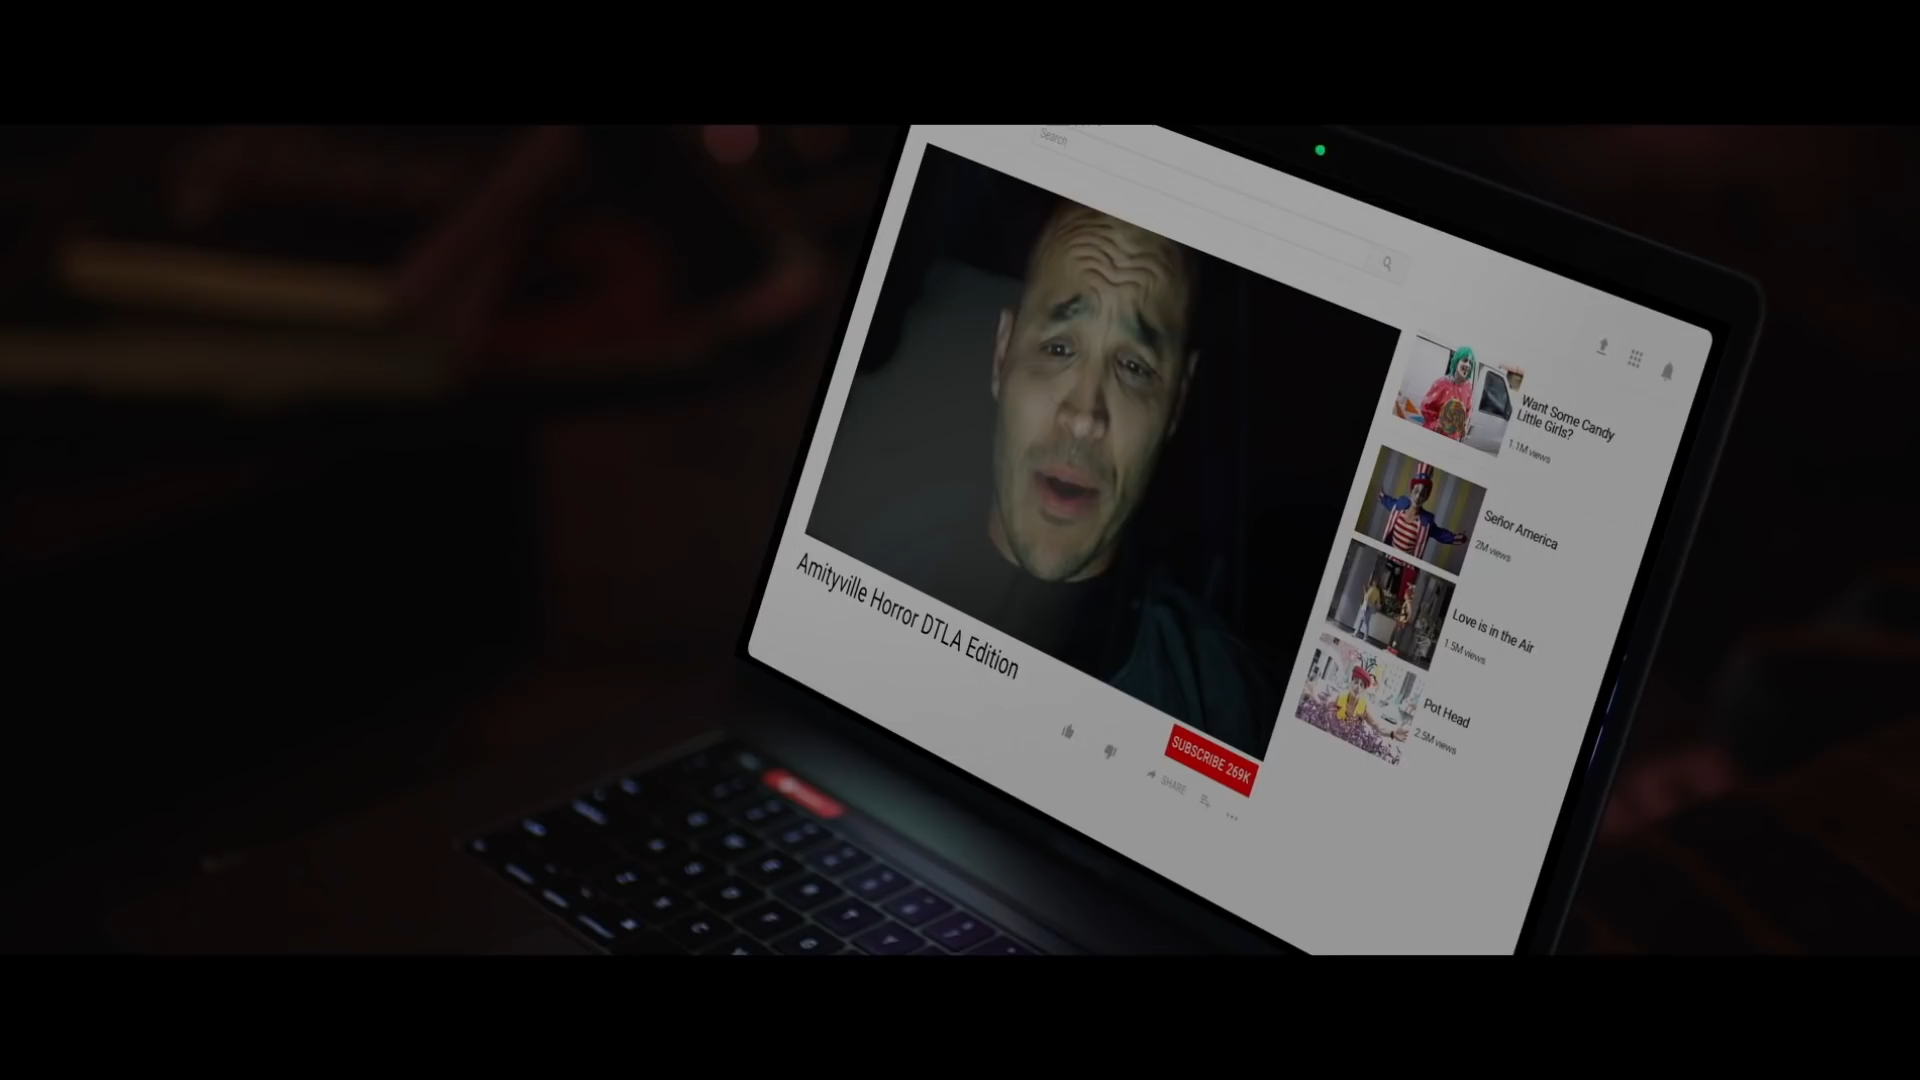 Search
Want Some Candy
Little Girls?
1.1M views
Señor America
2M views
Love is in the Air
1.5M views
Pot Head
2.5M views
Amityville Horror DTLA Edition
SUBSCRIBE 269K
SHARE